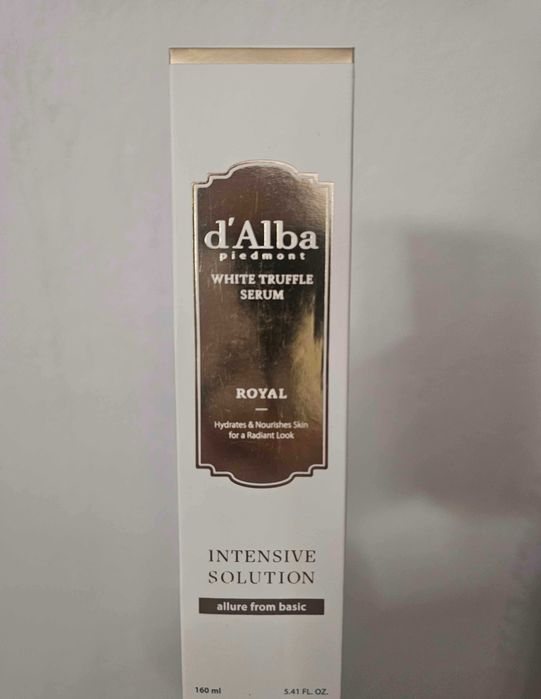 d'Alba
piedmont
WHITE TRUFFLE
SERUM
ROYAL
Hydrates & Nourishes Skin
for a Radiant Look
INTENSIVE
SOLUTION
allure from basic
160 ml 5.41 FL. OZ.